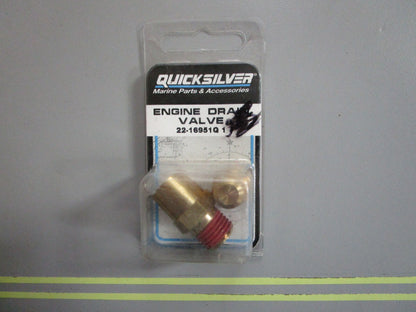 QUICKSILVER
Marine Parts & Accessories
ENGINE DRAIN
VALVE
22-16951Q 1